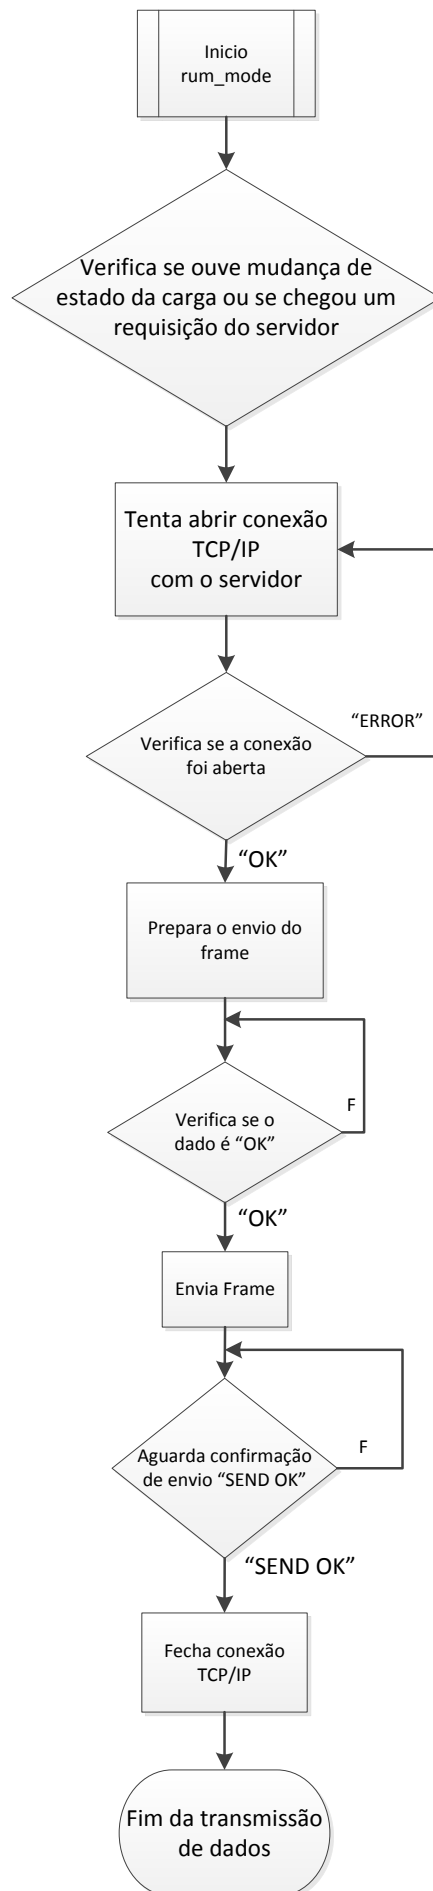 Inicio
rum_mode
Verifica se ouve mudança de
estado da carga ou se chegou um
requisição do servidor
Tenta abrir conexão
TCP/IP
com o servidor
“ERROR”
Verifica se a conexão
foi aberta
“OK”
Prepara o envio do
frame
F
Verifica se o
dado é “OK”
“OK”
Envia Frame
F
Aguarda confirmação
de envio “SEND OK”
“SEND OK”
Fecha conexão
TCP/IP
Fim da transmissão
de dados